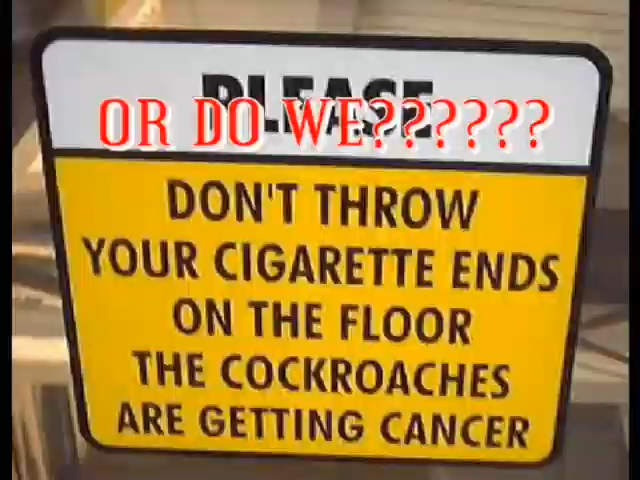 PLEASE
OR DO WE??????
DON'T THROW
YOUR CIGARETTE ENDS
ON THE FLOOR
THE COCKROACHES
ARE GETTING CANCER